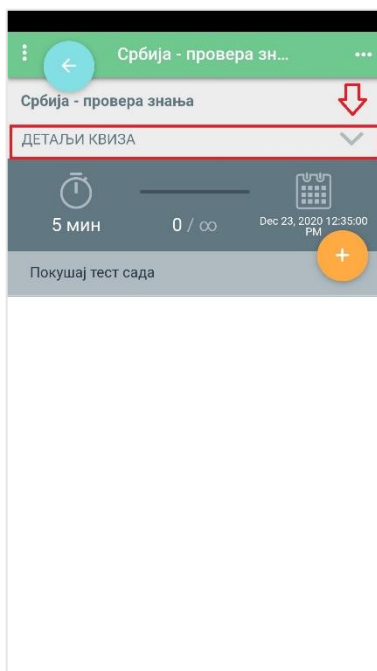 Србија - провера зн...
Србија - провера знања
ДЕТАЉИ КВИЗА
5 мин
0 / ∞
Dec 23, 2020 12:35:00
PM
Покушај тест сада